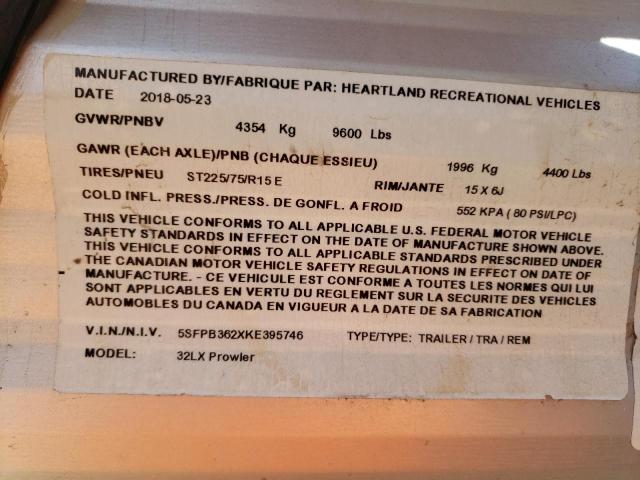 MANUFACTURED BY/FABRIQUE PAR: HEARTLAND RECREATIONAL VEHICLES
DATE 2018-05-23
GVWR/PNBV 4354 Kg 9600 Lbs
GAWR (EACH AXLE)/PNB (CHAQUE ESSIEU) 1996 Kg 4400 Lbs
TIRES/PNEU ST225/75/R15 E RIM/JANTE 15 X 6J
COLD INFL. PRESS./PRESS. DE GONFL. A FROID 552 KPA ( 80 PSI/LPC)
THIS VEHICLE CONFORMS TO ALL APPLICABLE U.S. FEDERAL MOTOR VEHICLE
SAFETY STANDARDS IN EFFECT ON THE DATE OF MANUFACTURE SHOWN ABOVE.
THIS VEHICLE CONFORMS TO ALL APPLICABLE STANDARDS PRESCRIBED UNDER
THE CANADIAN MOTOR VEHICLE SAFETY REGULATIONS IN EFFECT ON DATE OF
MANUFACTURE. - CE VEHICULE EST CONFORME A TOUTES LES NORMES QUI LUI
SONT APPLICABLES EN VERTU DU REGLEMENT SUR LA SECURITE DES VEHICLES
AUTOMOBILES DU CANADA EN VIGUEUR A LA DATE DE SA FABRICATION
V.I.N./N.I.V. 5SFPB362XKE395746 TYPE/TYPE: TRAILER / TRA / REM
MODEL: 32LX Prowler